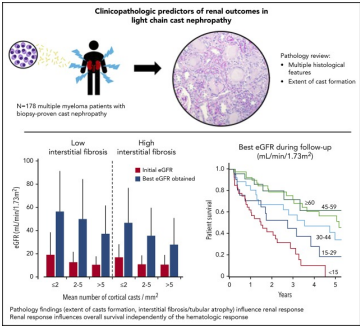 Clinicopathologic predictors of renal outcomes in
light chain cast nephropathy
N=178 multiple myeloma patients with
biopsy-proven cast nephropathy
Pathology review:
• Multiple histological
features
• Extent of cast formation
Low
interstitial fibrosis
High
interstitial fibrosis
Initial eGFR
Best eGFR obtained
eGFR(mL/min/1.73m²)
100
80
60
40
20
0
≤2
2-5
>5
≤2
2-5
>5
Mean number of cortical casts / mm²
Best eGFR during follow-up
(mL/min/1.73m²)
Patient survival
1.0
0.8
0.6
0.4
0.2
0.0
≥60
45-59
30-44
15-29
<15
0
1
2
3
4
5
Years
Pathology findings (extent of casts formation, interstitial fibrosis/tubular atrophy) influence renal response
Renal response influences overall survival independently of the hematologic response